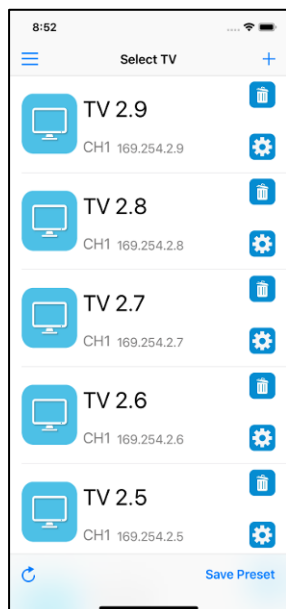 8:52
Select TV
TV 2.9
CH1 169.254.2.9
TV 2.8
CH1 169.254.2.8
TV 2.7
CH1 169.254.2.7
TV 2.6
CH1 169.254.2.6
TV 2.5
CH1 169.254.2.5
Save Preset